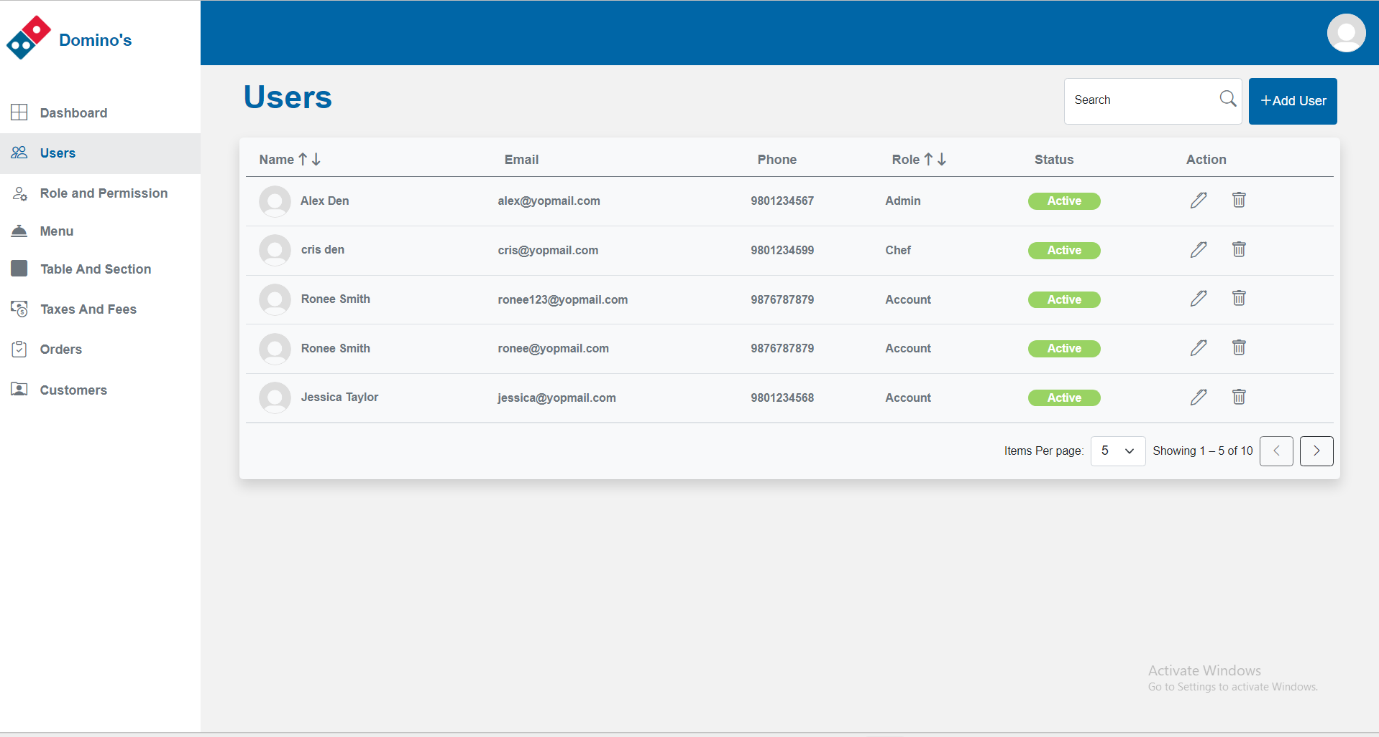 Domino's
Dashboard
Users
Role and Permission
Menu
Table And Section
Taxes And Fees
Orders
Customers
Users
Search
+Add User
Name ↑↓ Email Phone Role ↑↓ Status Action
Alex Den alex@yopmail.com 9801234567 Admin Active
cris den cris@yopmail.com 9801234599 Chef Active
Ronee Smith ronee123@yopmail.com 9876787879 Account Active
Ronee Smith ronee@yopmail.com 9876787879 Account Active
Jessica Taylor jessica@yopmail.com 9801234568 Account Active
Items Per page: 5 Showing 1 – 5 of 10
Activate Windows
Go to Settings to activate Windows.